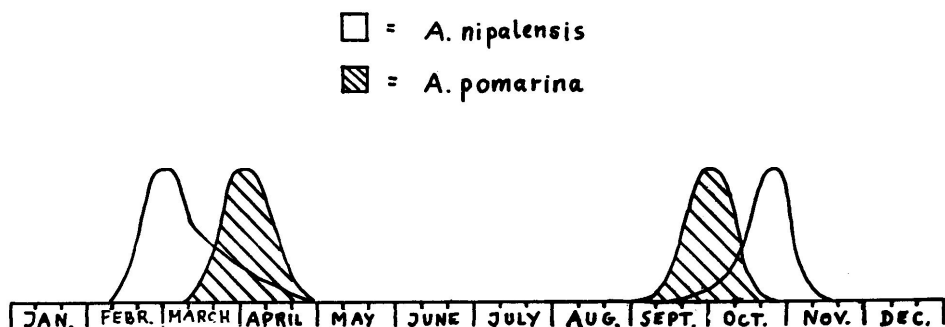 = A. nipalensis
= A. pomarina
JAN. FEBR. MARCH APRIL MAY JUNE JULY AUG. SEPT. OCT. NOV. DEC.